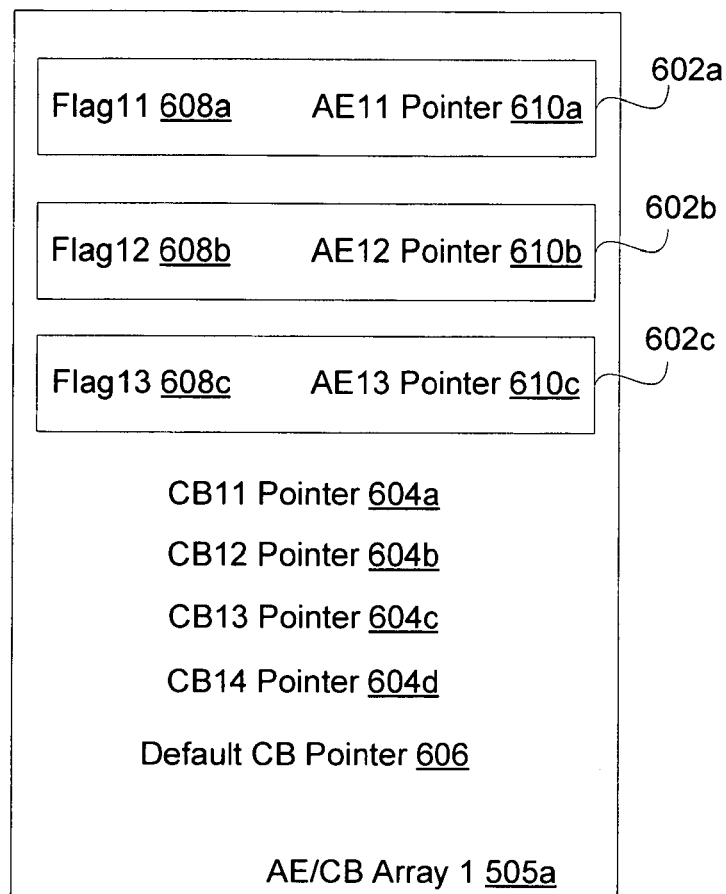 602a
Flag11 608a AE11 Pointer 610a
602b
Flag12 608b AE12 Pointer 610b
602c
Flag13 608c AE13 Pointer 610c
CB11 Pointer 604a
CB12 Pointer 604b
CB13 Pointer 604c
CB14 Pointer 604d
Default CB Pointer 606
AE/CB Array 1 505a